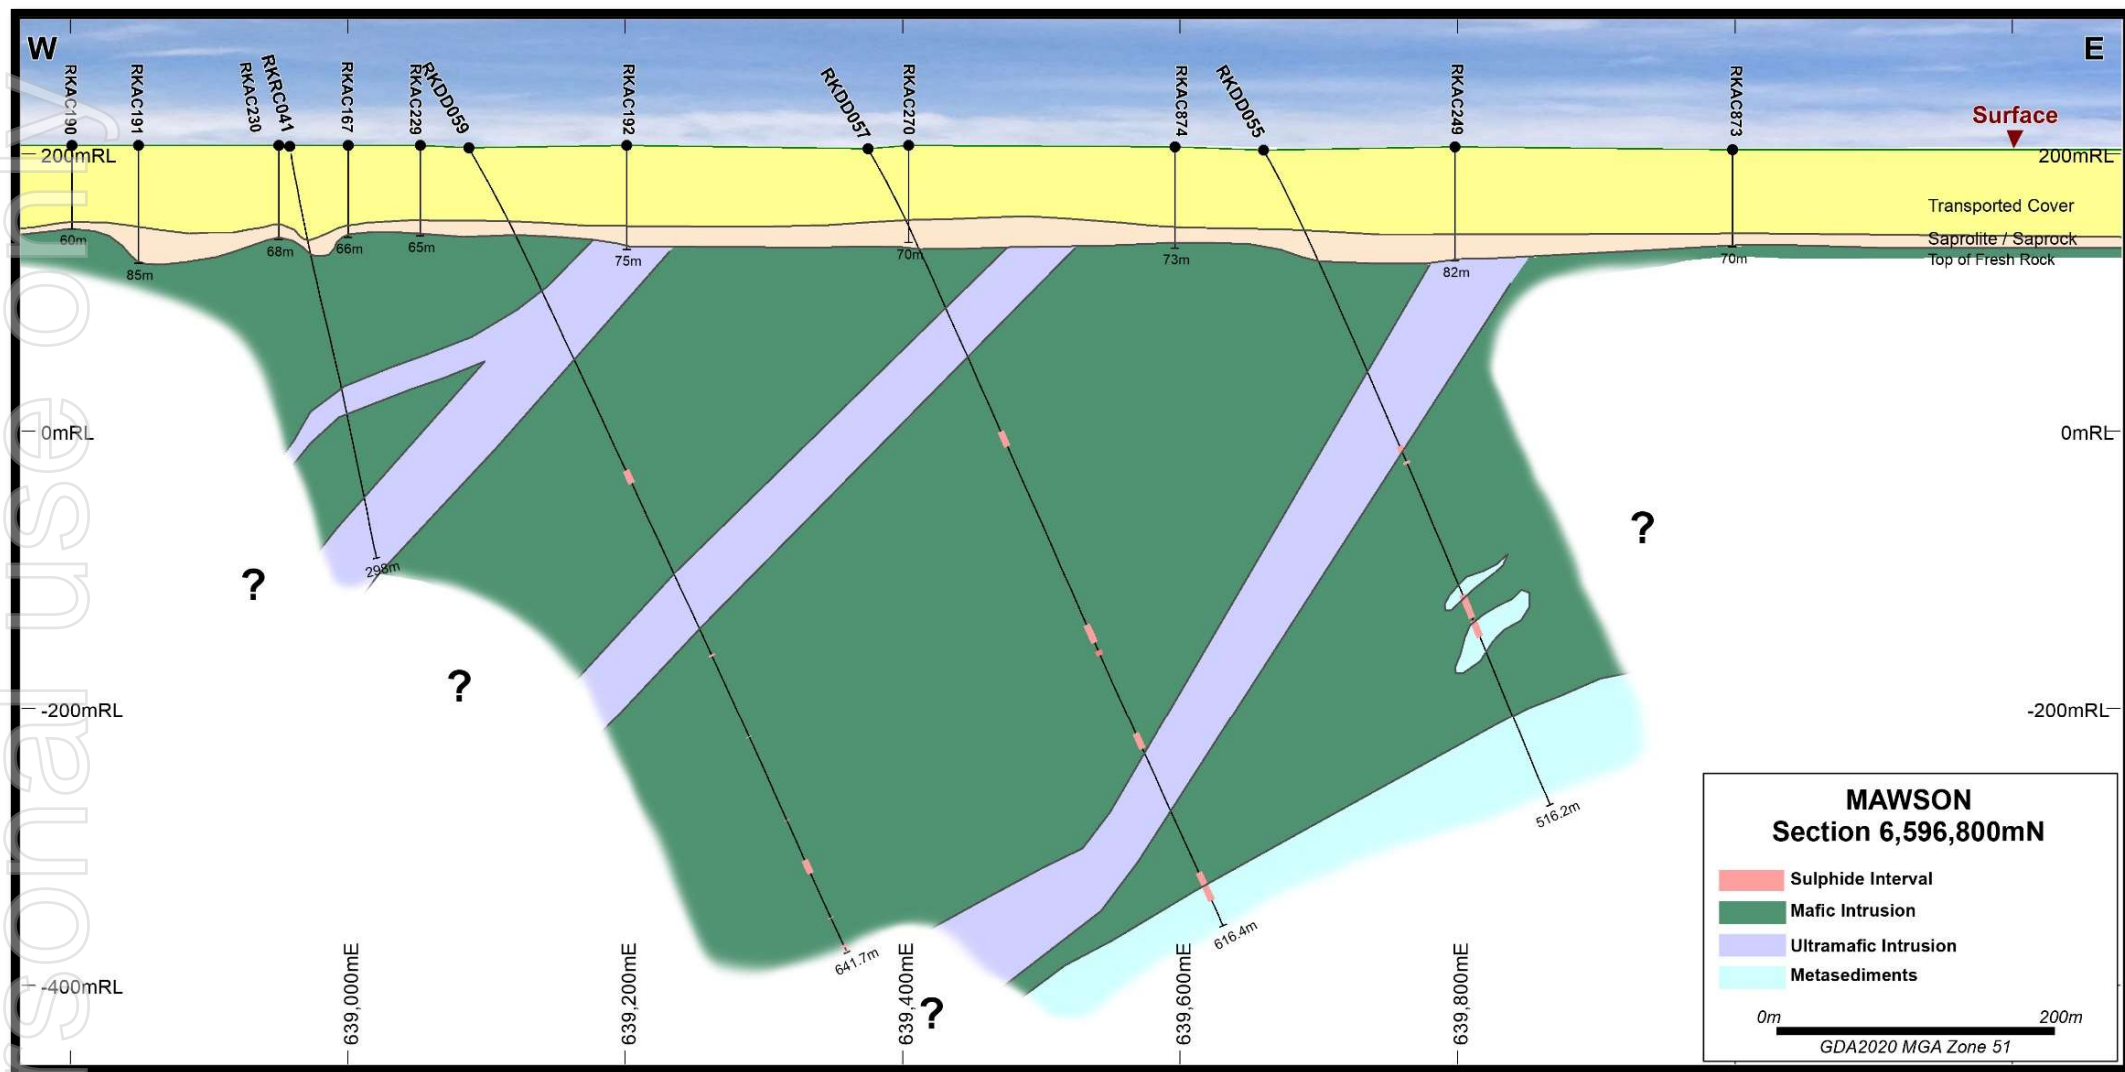 W
E
RKAC190
RKAC191
RKAC230
RKRC041
RKAC167
RKAC229
RKDD059
RKAC192
RKDD057
RKAC270
RKAC874
RKDD055
RKAC249
RKAC873
Surface
200mRL
200mRL
Transported Cover
Saprolite / Saprock
Top of Fresh Rock
60m
85m
68m
66m
65m
75m
70m
73m
82m
70m
0mRL
0mRL
?
?
298m
?
-200mRL
-200mRL
516.2m
616.4m
641.7m
-400mRL
?
639,000mE
639,200mE
639,400mE
639,600mE
639,800mE
MAWSON
Section 6,596,800mN
Sulphide Interval
Mafic Intrusion
Ultramafic Intrusion
Metasediments
0m
200m
GDA2020 MGA Zone 51
rsonal use only